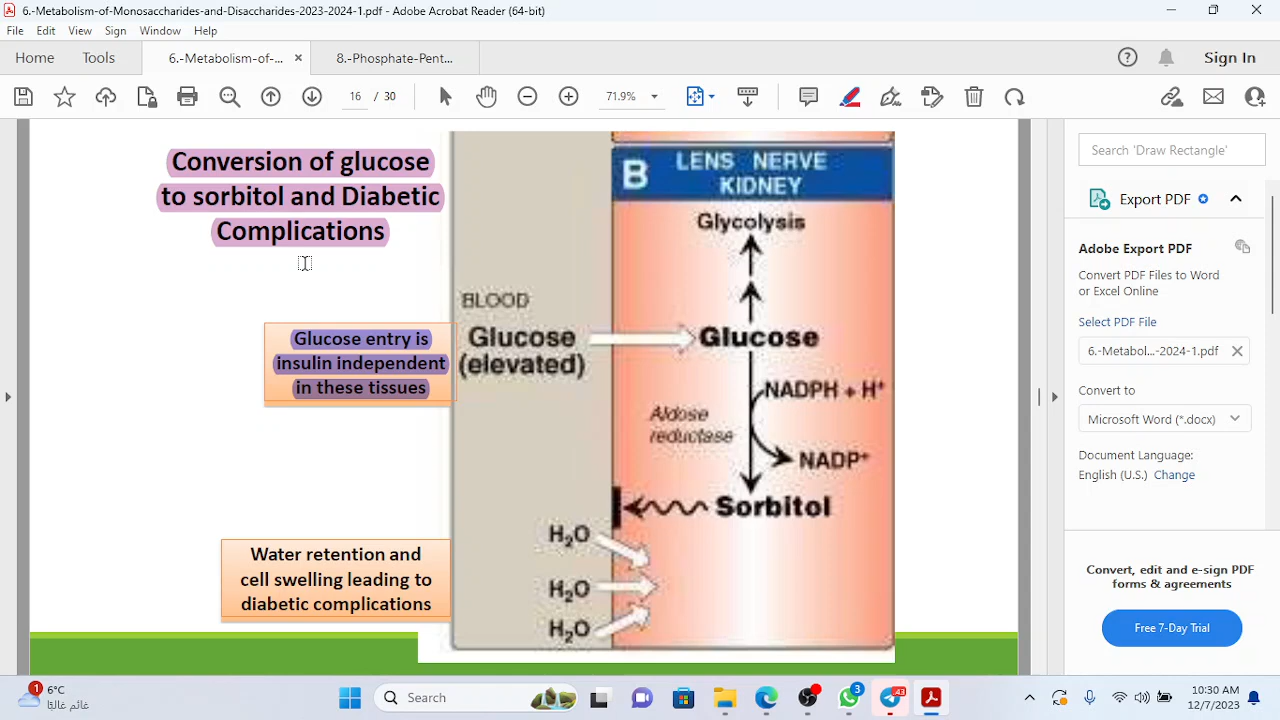 6.-Metabolism-of-Monosaccharides-and-Disaccharides-2023-2024-1.pdf - Adobe Acrobat Reader (64-bit)
File Edit View Sign Window Help
Home Tools 6.-Metabolism-of-... × 8.-Phosphate-Pent... Sign In
16 / 30 71.9%
Conversion of glucose
to sorbitol and Diabetic
Complications
Glucose entry is
insulin independent
in these tissues
Water retention and
cell swelling leading to
diabetic complications
B LENS NERVE
KIDNEY
Glycolysis
BLOOD
Glucose
(elevated)
Glucose
NADPH + H⁺
Aldose
reductase
NADP⁺
Sorbitol
H₂O
H₂O
H₂O
Search 'Draw Rectangle'
Export PDF
Adobe Export PDF
Convert PDF Files to Word
or Excel Online
Select PDF File
6.-Metabol...-2024-1.pdf
Convert to
Microsoft Word (*.docx)
Document Language:
English (U.S.) Change
Convert, edit and e-sign PDF
forms & agreements
Free 7-Day Trial
1
6°C
غائم غالبًا
Search
3
43
10:30 AM
12/7/2023